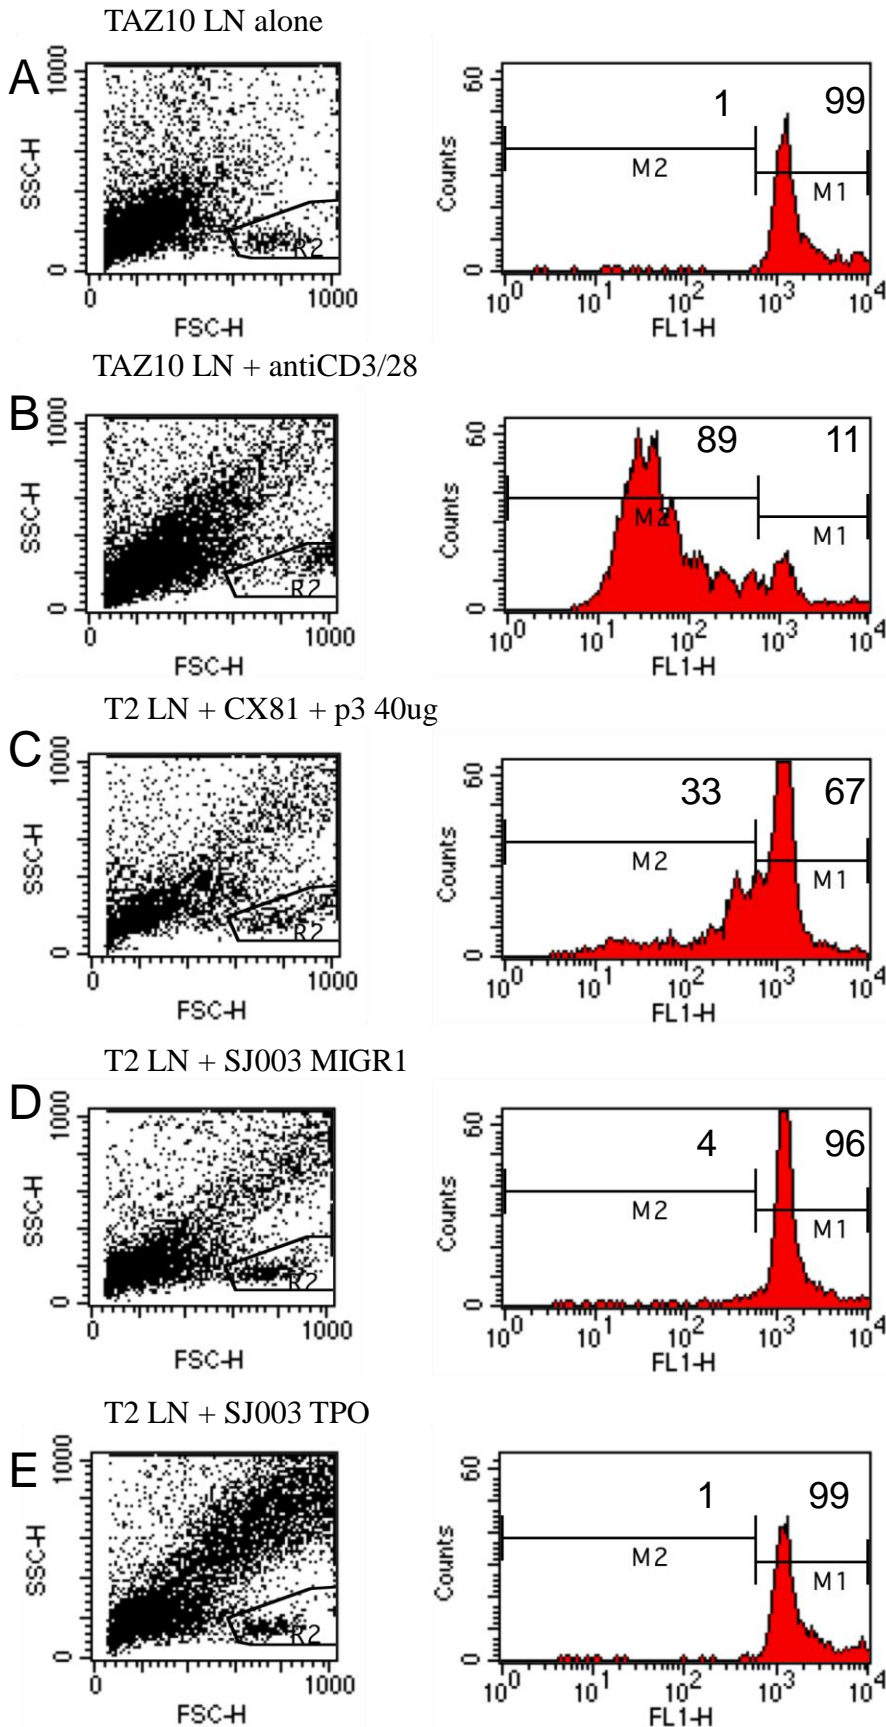 TAZ10 LN alone
A
1000
SSC-H
0
R2
0 1000
FSC-H
60
Counts
0
1 99
M2 M1
10^0 10^1 10^2 10^3 10^4
FL1-H
TAZ10 LN + antiCD3/28
B
1000
SSC-H
0
R2
0 1000
FSC-H
60
Counts
0
89 11
M2 M1
10^0 10^1 10^2 10^3 10^4
FL1-H
T2 LN + CX81 + p3 40ug
C
1000
SSC-H
0
R2
0 1000
FSC-H
60
Counts
0
33 67
M2 M1
10^0 10^1 10^2 10^3 10^4
FL1-H
T2 LN + SJ003 MIGR1
D
1000
SSC-H
0
R2
0 1000
FSC-H
60
Counts
0
4 96
M2 M1
10^0 10^1 10^2 10^3 10^4
FL1-H
T2 LN + SJ003 TPO
E
1000
SSC-H
0
R2
0 1000
FSC-H
60
Counts
0
1 99
M2 M1
10^0 10^1 10^2 10^3 10^4
FL1-H